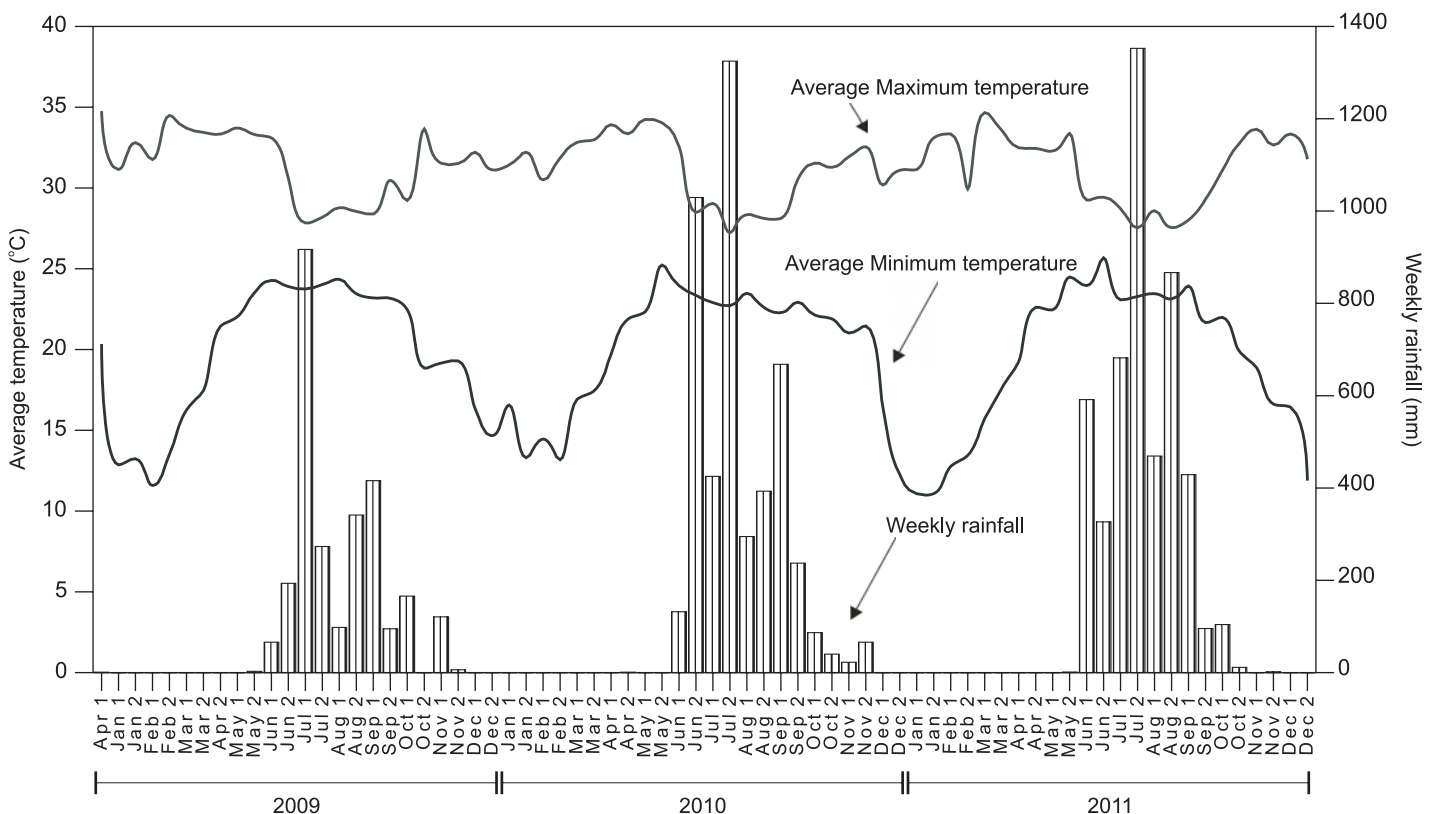 40
35
30
25
20
15
10
5
0
Average temperature (°C)
Average Maximum temperature
Average Minimum temperature
Weekly rainfall
1400
1200
1000
800
600
400
200
0
Weekly rainfall (mm)
Apr 1
Jan 1
Jan 2
Feb 1
Feb 2
Mar 1
Mar 2
Apr 2
May 1
May 2
Jun 1
Jun 2
Jul 1
Jul 2
Aug 1
Aug 2
Sep 1
Sep 2
Oct 1
Oct 2
Nov 1
Nov 2
Dec 1
Dec 2
Jan 1
Jan 2
Feb 1
Feb 2
Mar 1
Mar 2
Apr 1
Apr 2
May 1
May 2
Jun 1
Jun 2
Jul 1
Jul 2
Aug 1
Aug 2
Sep 1
Sep 2
Oct 1
Oct 2
Nov 1
Nov 2
Dec 1
Dec 2
Jan 1
Jan 2
Feb 1
Feb 2
Mar 1
Mar 2
Apr 1
Apr 2
May 1
May 2
Jun 1
Jun 2
Jul 1
Jul 2
Aug 1
Aug 2
Sep 1
Sep 2
Oct 1
Oct 2
Nov 1
Nov 2
Dec 1
Dec 2
2009
2010
2011